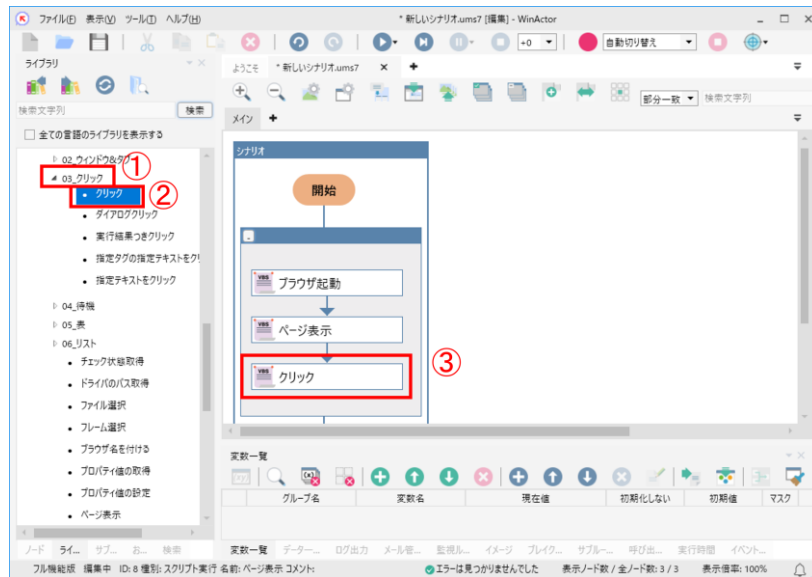 ファイル(F) 表示(V) ツール(T) ヘルプ(H)
* 新しいシナリオ.ums7 [編集] - WinActor
+0
自動切り替え
ライブラリ
検索文字列
検索
全ての言語のライブラリを表示する
02_ウィンドウ&タブ
①
03_クリック
クリック
②
ダイアログクリック
実行結果つきクリック
指定タグの指定テキストをクリ
指定テキストをクリック
04_待機
05_表
06_リスト
チェック状態取得
ドライバのパス取得
ファイル選択
フレーム選択
ブラウザ名を付ける
プロパティ値の取得
プロパティ値の設定
ページ表示
ノード ライ... サブ... お... 検索
ようこそ * 新しいシナリオ.ums7
部分一致
検索文字列
メイン
シナリオ
開始
VBS ブラウザ起動
VBS ページ表示
VBS クリック
③
変数一覧
グループ名 変数名 現在値 初期化しない 初期値 マスク
変数一覧 データ-... ログ出力 メール管... 監視ル... イメージ ブレイク... サブルー... 呼び出... 実行時間 イベント...
フル機能版 編集中 ID: 8 種別: スクリプト実行 名前: ページ表示 コメント: エラーは見つかりませんでした 表示ノード数 / 全ノード数: 3 / 3 表示倍率: 100%